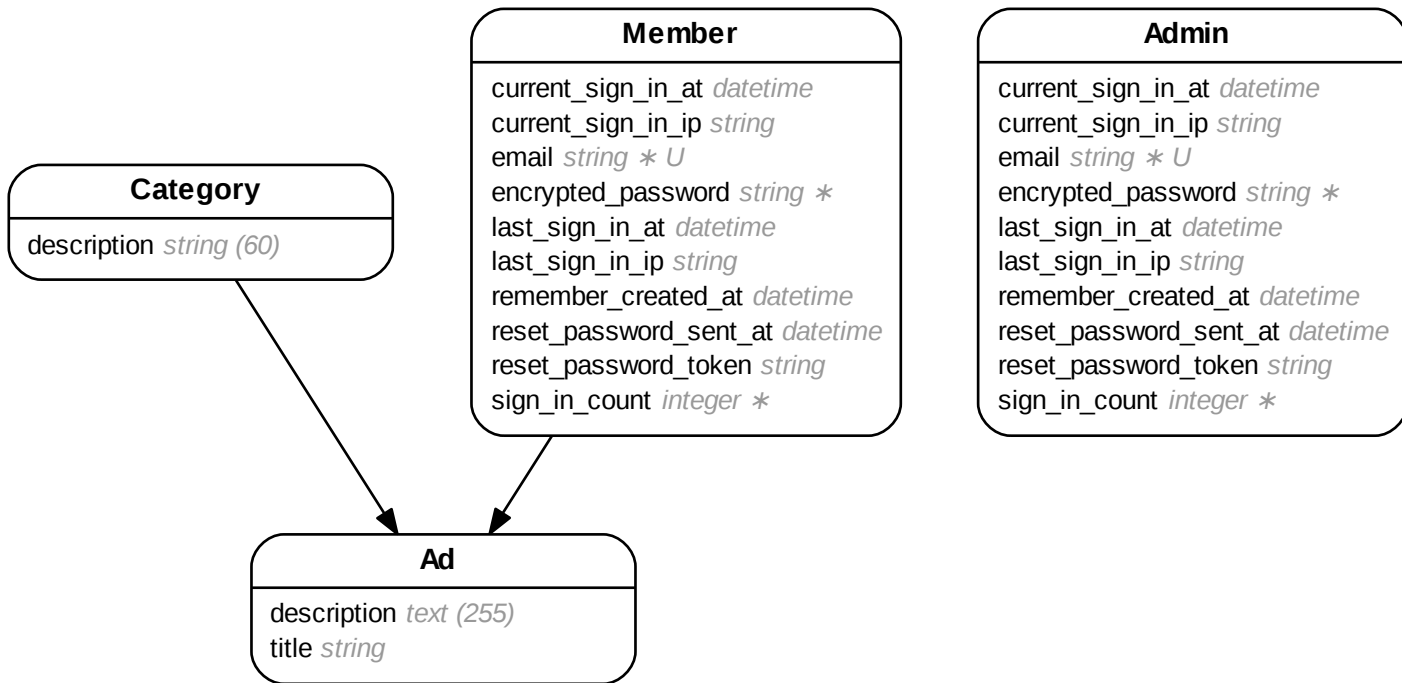 Member
current_sign_in_at datetime
current_sign_in_ip string
email string ∗ U
encrypted_password string ∗
last_sign_in_at datetime
last_sign_in_ip string
remember_created_at datetime
reset_password_sent_at datetime
reset_password_token string
sign_in_count integer ∗
Admin
current_sign_in_at datetime
current_sign_in_ip string
email string ∗ U
encrypted_password string ∗
last_sign_in_at datetime
last_sign_in_ip string
remember_created_at datetime
reset_password_sent_at datetime
reset_password_token string
sign_in_count integer ∗
Category
description string (60)
Ad
description text (255)
title string